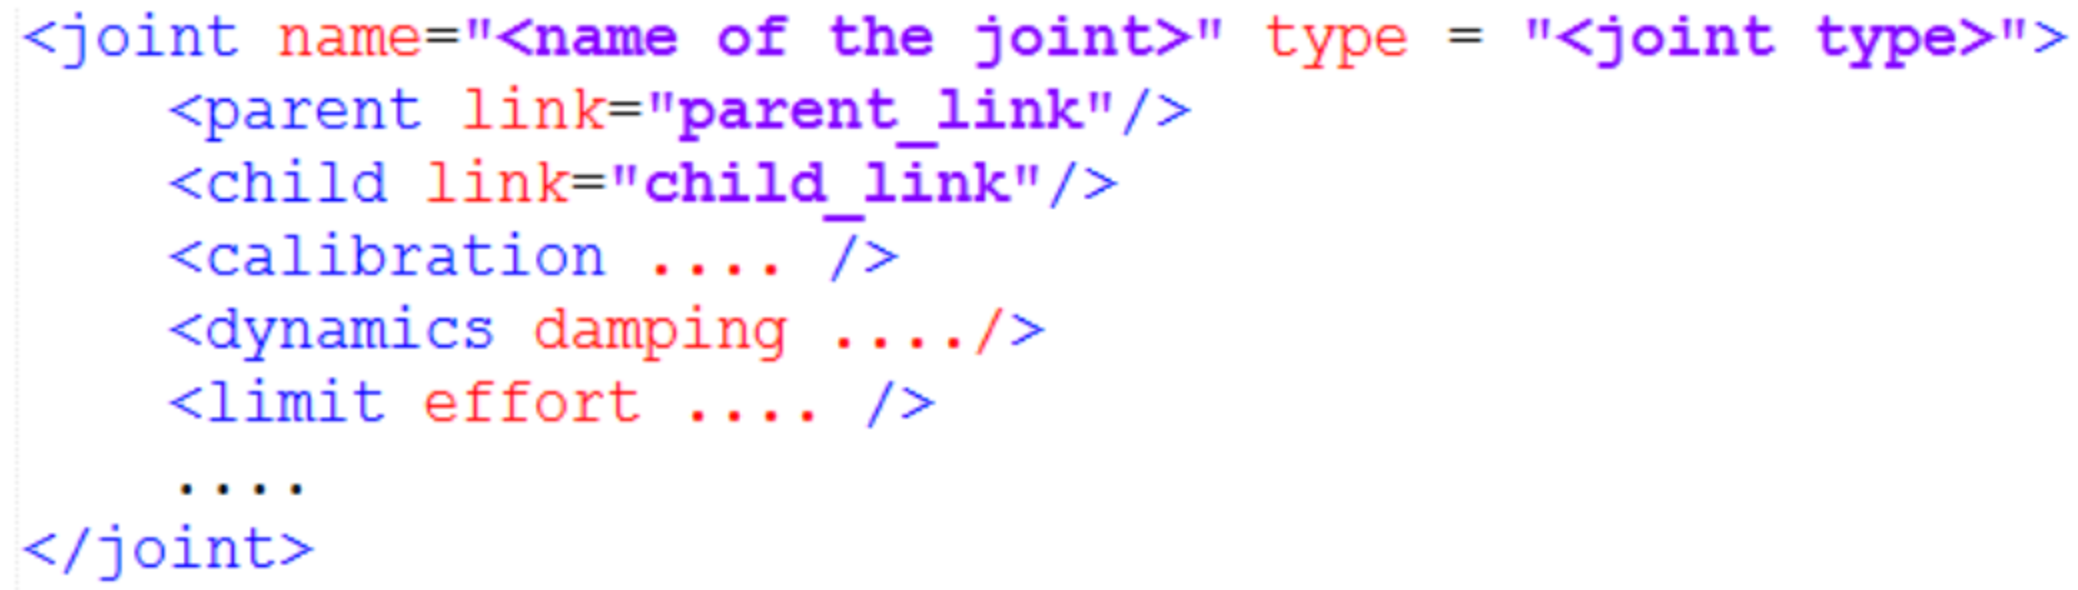 <joint name="<name of the joint>" type = "<joint type>">
<parent link="parent_link"/>
<child link="child_link"/>
<calibration .... />
<dynamics damping ..../>
<limit effort .... />
....
</joint>